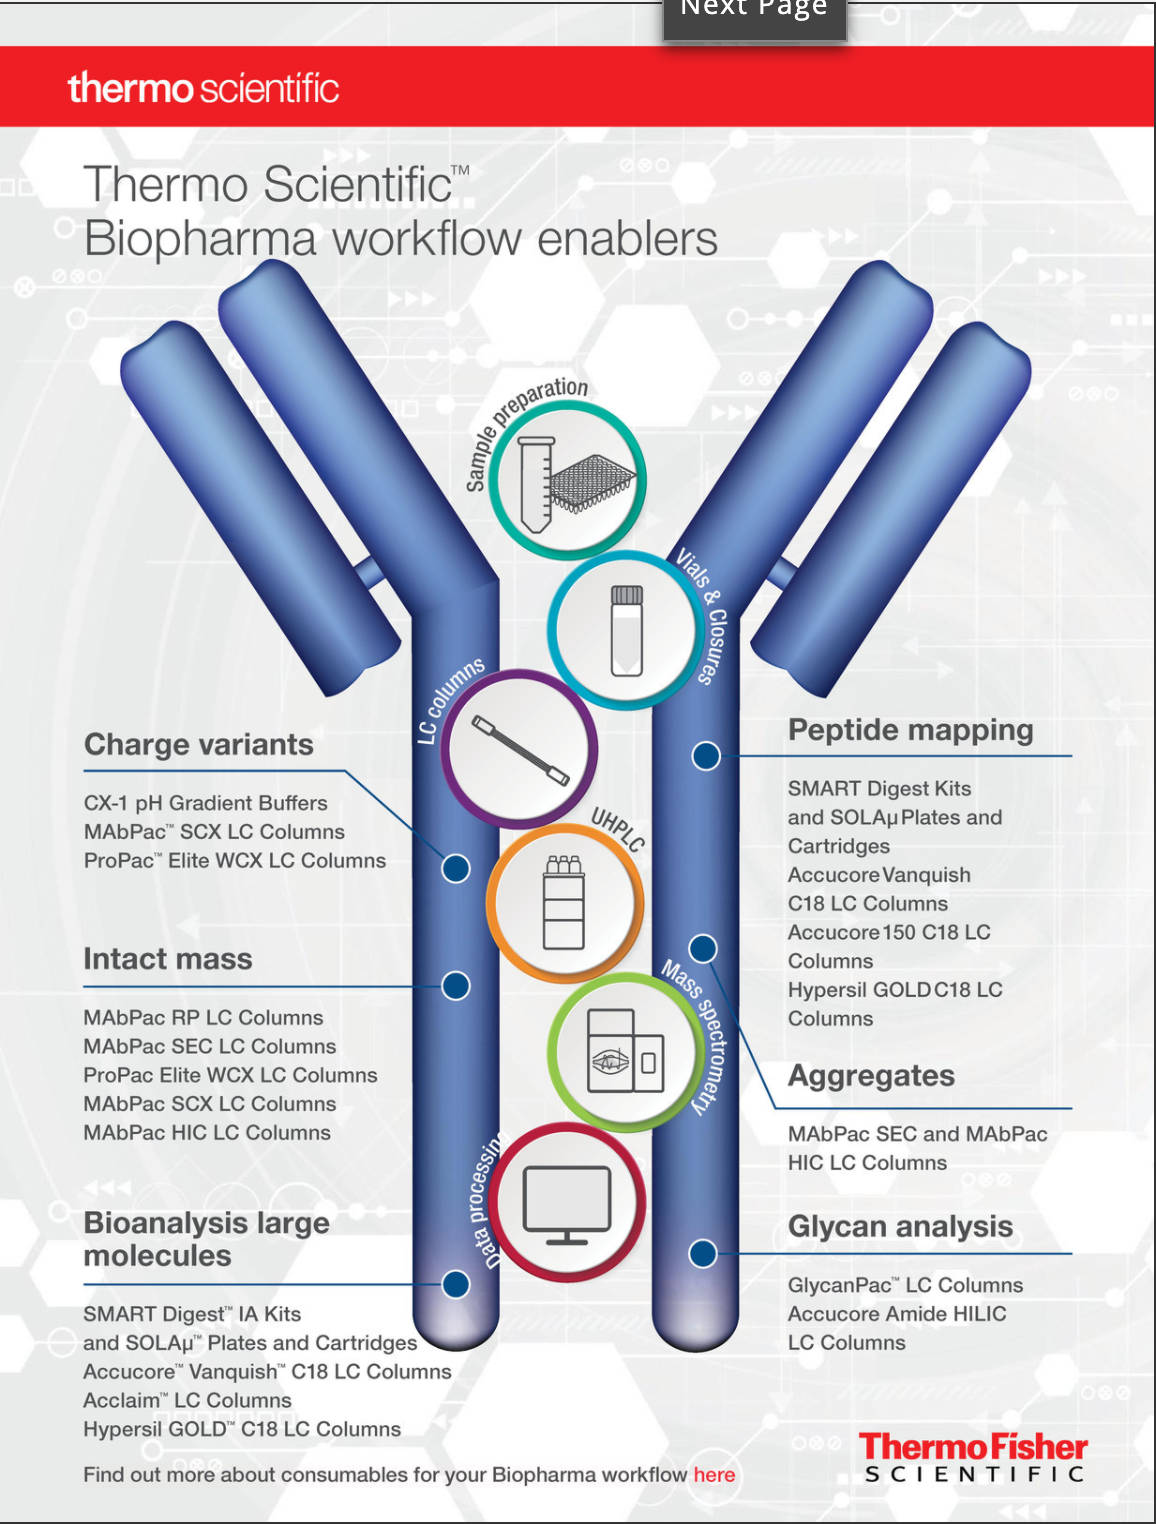 Next Page
thermo scientific
Thermo Scientific™
Biopharma workflow enablers
Sample preparation
Vials & Closures
LC columns
UHPLC
Mass spectrometry
Data processing
Charge variants
CX-1 pH Gradient Buffers
MAbPac™ SCX LC Columns
ProPac™ Elite WCX LC Columns
Intact mass
MAbPac RP LC Columns
MAbPac SEC LC Columns
ProPac Elite WCX LC Columns
MAbPac SCX LC Columns
MAbPac HIC LC Columns
Bioanalysis large
molecules
SMART Digest™ IA Kits
and SOLAµ™ Plates and Cartridges
Accucore™ Vanquish™ C18 LC Columns
Acclaim™ LC Columns
Hypersil GOLD™ C18 LC Columns
Peptide mapping
SMART Digest Kits
and SOLAµ Plates and
Cartridges
Accucore Vanquish
C18 LC Columns
Accucore 150 C18 LC
Columns
Hypersil GOLD C18 LC
Columns
Aggregates
MAbPac SEC and MAbPac
HIC LC Columns
Glycan analysis
GlycanPac™ LC Columns
Accucore Amide HILIC
LC Columns
Find out more about consumables for your Biopharma workflow here
ThermoFisher
SCIENTIFIC